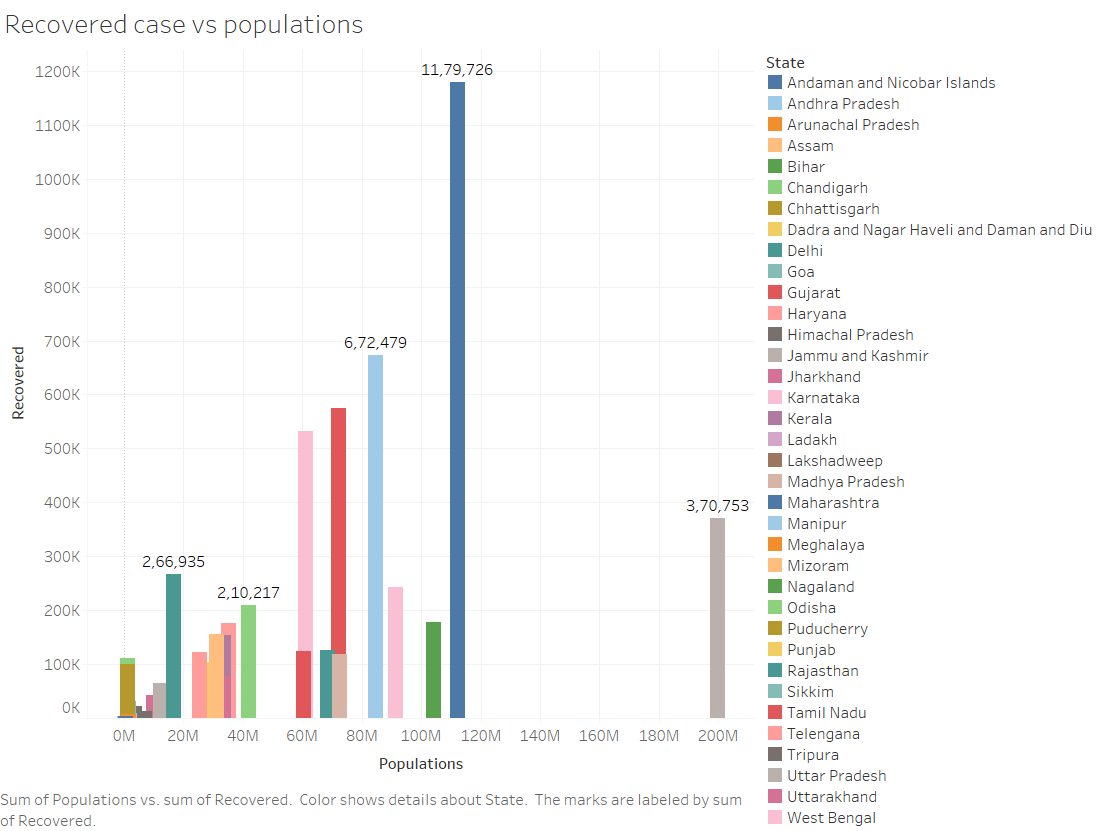 Recovered case vs populations
1200K
1100K
1000K
900K
800K
700K
600K
500K
400K
300K
200K
100K
0K
Recovered
11,79,726
6,72,479
3,70,753
2,66,935
2,10,217
0M 20M 40M 60M 80M 100M 120M 140M 160M 180M 200M
Populations
State
Andaman and Nicobar Islands
Andhra Pradesh
Arunachal Pradesh
Assam
Bihar
Chandigarh
Chhattisgarh
Dadra and Nagar Haveli and Daman and Diu
Delhi
Goa
Gujarat
Haryana
Himachal Pradesh
Jammu and Kashmir
Jharkhand
Karnataka
Kerala
Ladakh
Lakshadweep
Madhya Pradesh
Maharashtra
Manipur
Meghalaya
Mizoram
Nagaland
Odisha
Puducherry
Punjab
Rajasthan
Sikkim
Tamil Nadu
Telengana
Tripura
Uttar Pradesh
Uttarakhand
West Bengal
Sum of Populations vs. sum of Recovered. Color shows details about State. The marks are labeled by sum
of Recovered.